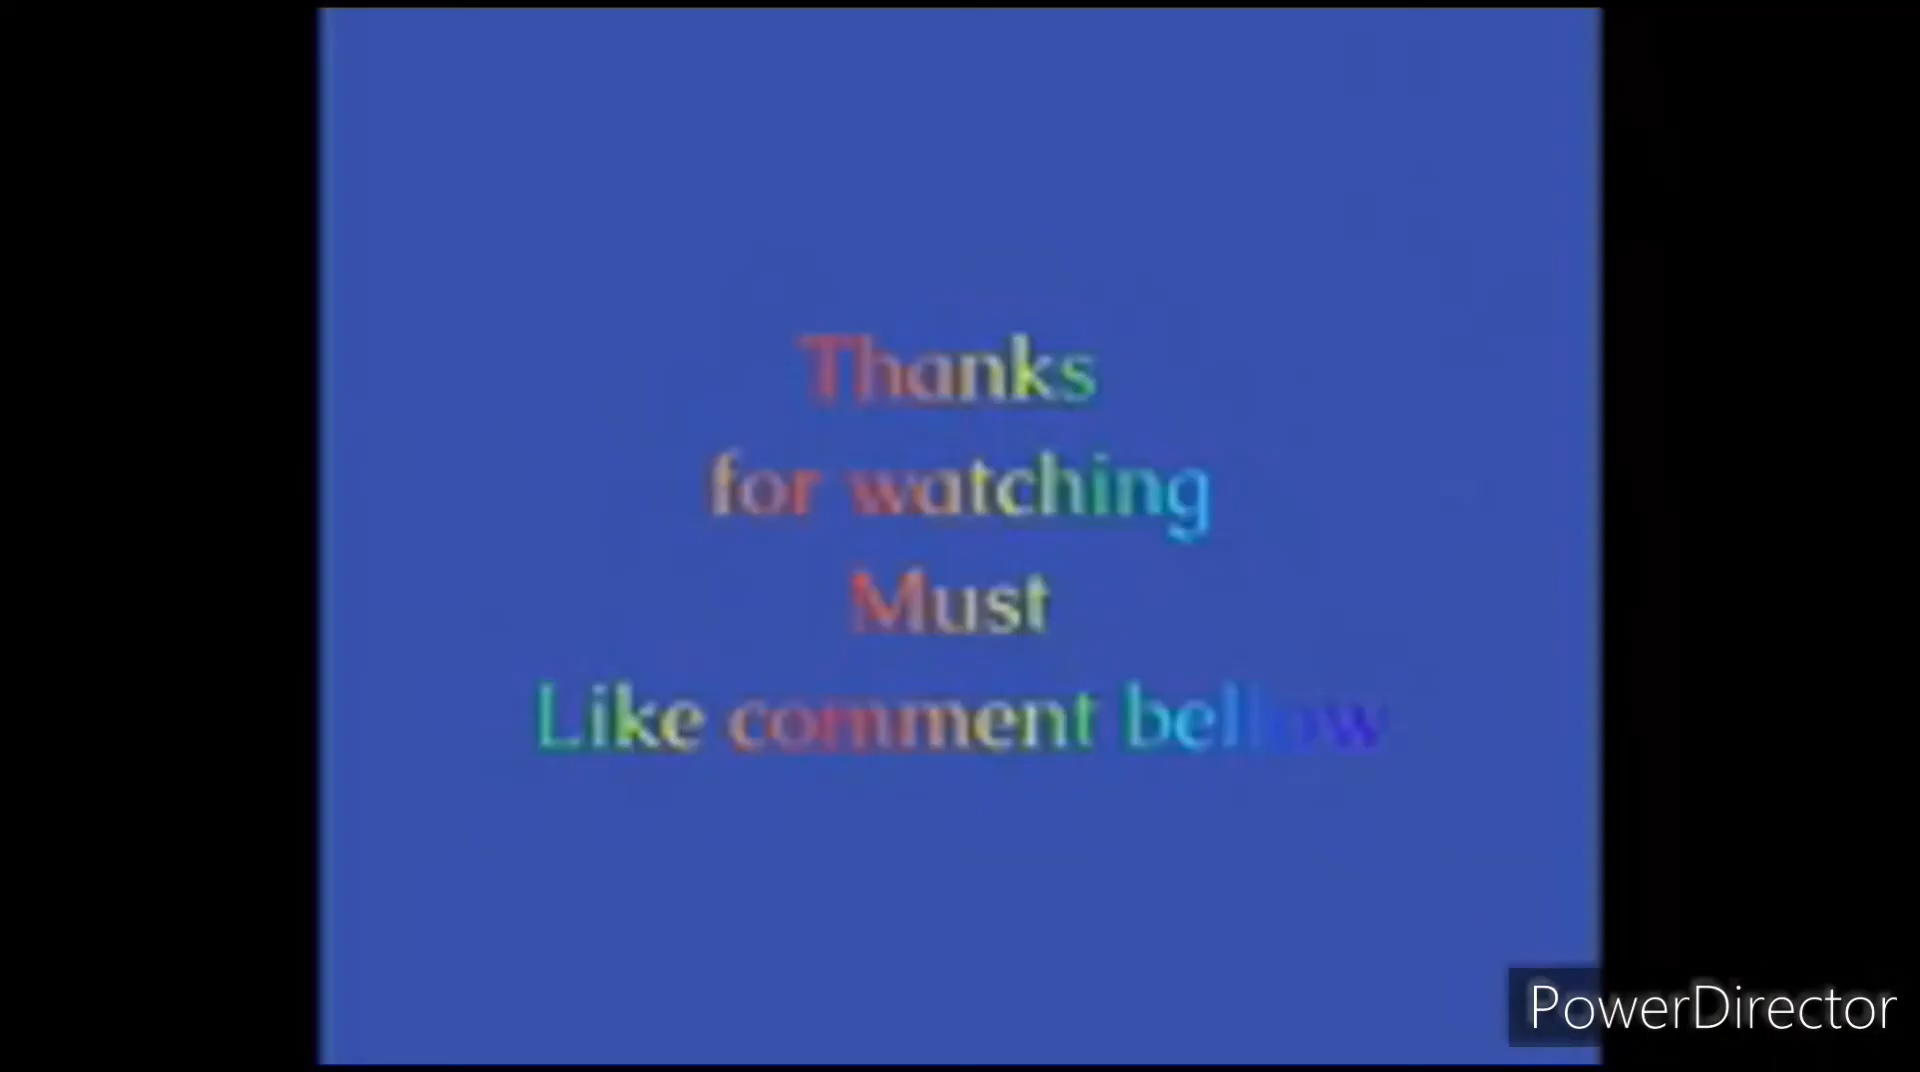 Thanks
for watching
Must
Like comment bellow
PowerDirector